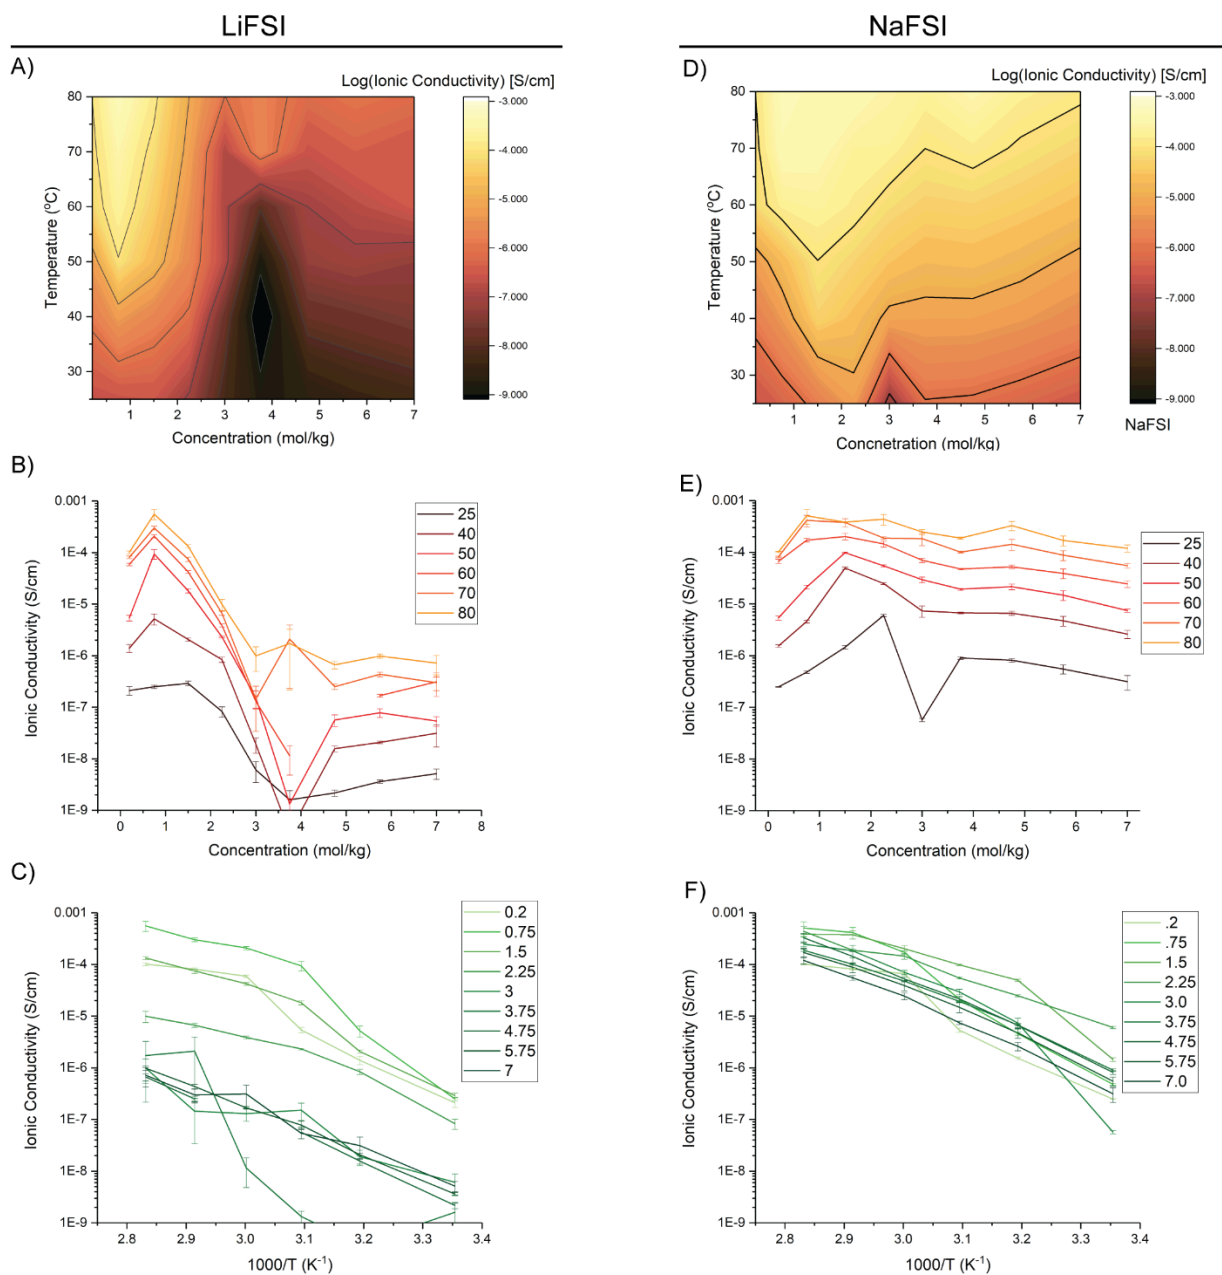 LiFSI
NaFSI
A)
Log(Ionic Conductivity) [S/cm]
80
70
60
50
40
30
Temperature (ºC)
1 2 3 4 5 6 7
Concentration (mol/kg)
-3.000
-4.000
-5.000
-6.000
-7.000
-8.000
-9.000
D)
Log(Ionic Conductivity) [S/cm]
80
70
60
50
40
30
Temperature (ºC)
1 2 3 4 5 6 7
Concnetration (mol/kg)
-3.000
-4.000
-5.000
-6.000
-7.000
-8.000
-9.000
NaFSI
B)
0.001
1E-4
1E-5
1E-6
1E-7
1E-8
1E-9
Ionic Conductivity (S/cm)
0 1 2 3 4 5 6 7 8
Concentration (mol/kg)
25
40
50
60
70
80
E)
0.001
1E-4
1E-5
1E-6
1E-7
1E-8
1E-9
Ionic Conductivity (S/cm)
0 1 2 3 4 5 6 7
Concentration (mol/kg)
25
40
50
60
70
80
C)
0.001
1E-4
1E-5
1E-6
1E-7
1E-8
1E-9
Ionic Conductivity (S/cm)
2.8 2.9 3.0 3.1 3.2 3.3 3.4
1000/T (K⁻¹)
0.2
0.75
1.5
2.25
3
3.75
4.75
5.75
7
F)
0.001
1E-4
1E-5
1E-6
1E-7
1E-8
1E-9
Ionic Conductivity (S/cm)
2.8 2.9 3.0 3.1 3.2 3.3 3.4
1000/T (K⁻¹)
.2
.75
1.5
2.25
3.0
3.75
4.75
5.75
7.0